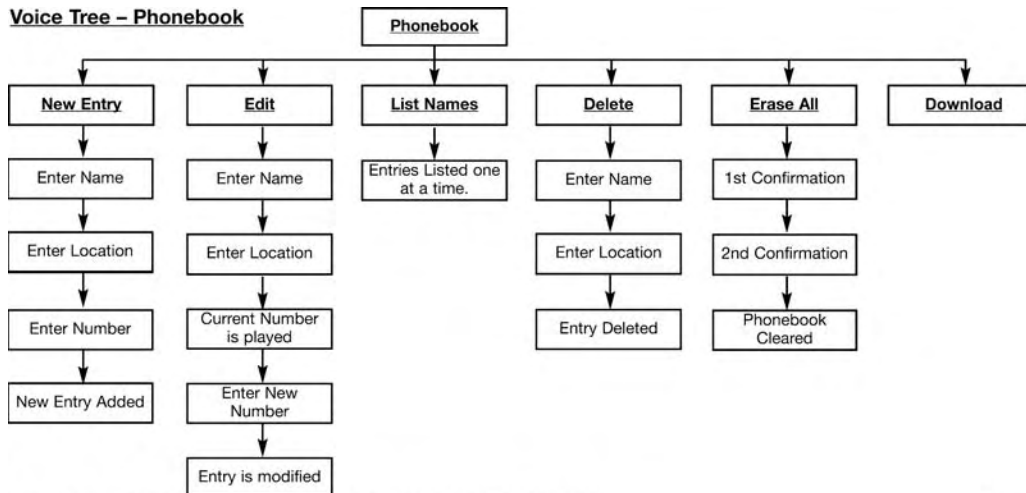 Voice Tree – Phonebook
Phonebook
New Entry
Edit
List Names
Delete
Erase All
Download
Enter Name
Enter Name
Entries Listed one
at a time.
Enter Name
1st Confirmation
Enter Location
Enter Location
Enter Location
2nd Confirmation
Enter Number
Current Number
is played
Entry Deleted
Phonebook
Cleared
New Entry Added
Enter New
Number
Entry is modified